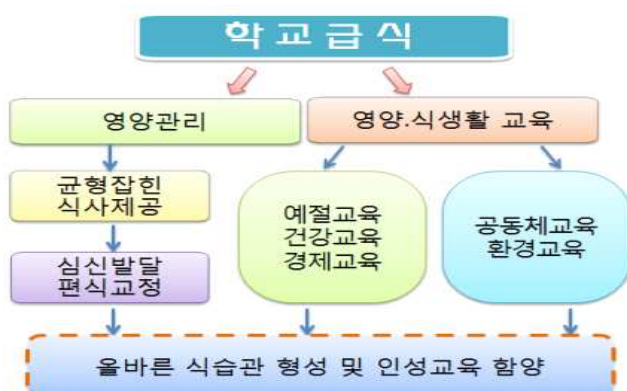 학교급식
영양관리
영양.식생활 교육
균형잡힌
식사제공
심신발달
편식교정
예절교육
건강교육
경제교육
공동체교육
환경교육
올바른 식습관 형성 및 인성교육 함양